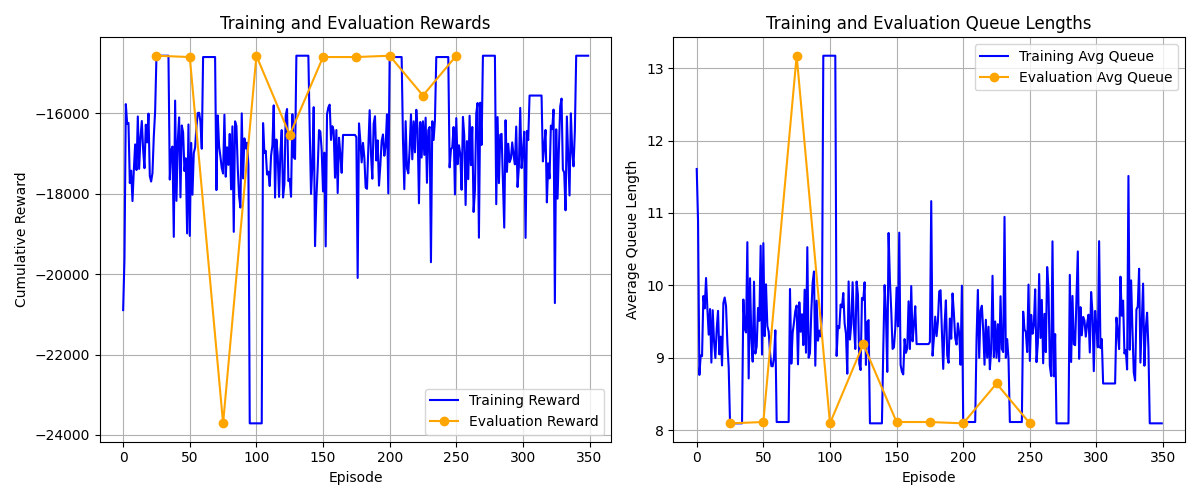 Training and Evaluation Rewards
Cumulative Reward
−16000
−18000
−20000
−22000
−24000
Training Reward
Evaluation Reward
0 50 100 150 200 250 300 350
Episode
Training and Evaluation Queue Lengths
Average Queue Length
13
12
11
10
9
8
Training Avg Queue
Evaluation Avg Queue
0 50 100 150 200 250 300 350
Episode